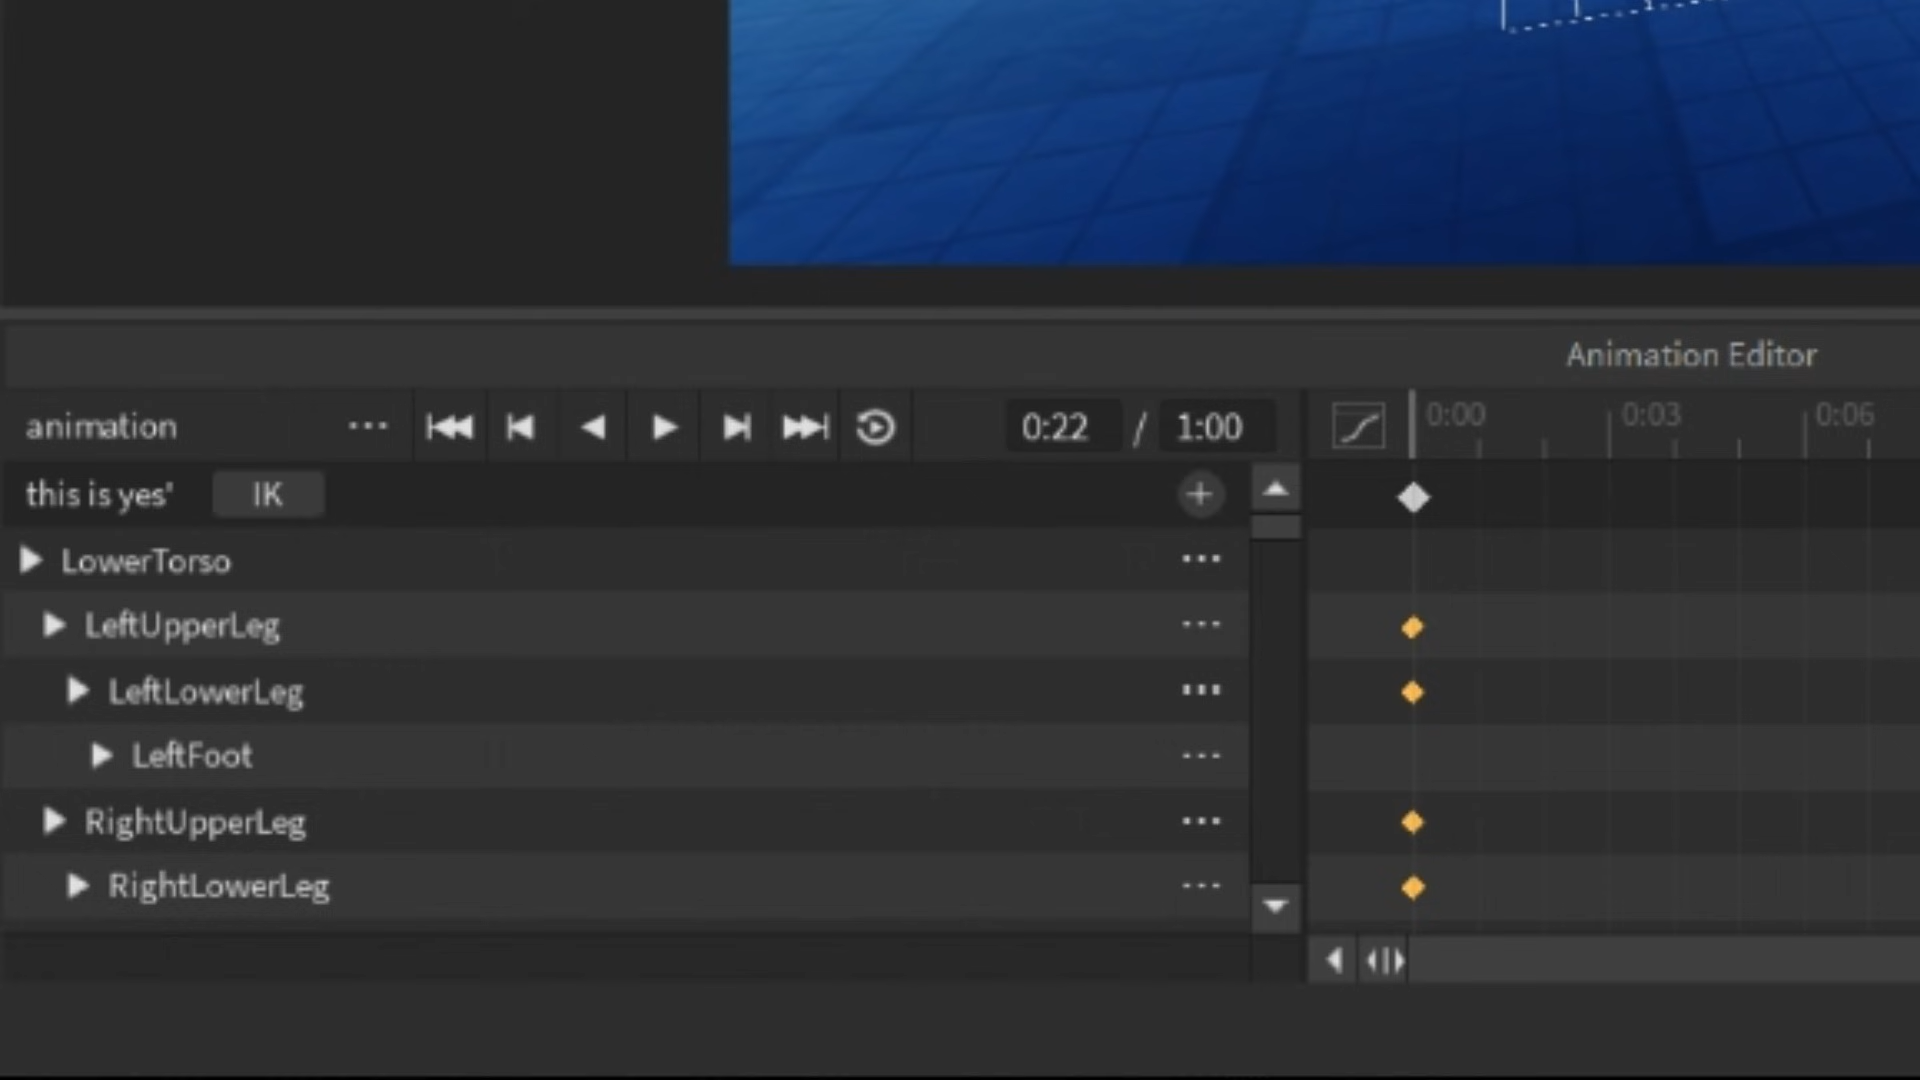 Animation Editor
animation 0:22 / 1:00 0:00 0:03 0:06
this is yes' IK
LowerTorso
LeftUpperLeg
LeftLowerLeg
LeftFoot
RightUpperLeg
RightLowerLeg